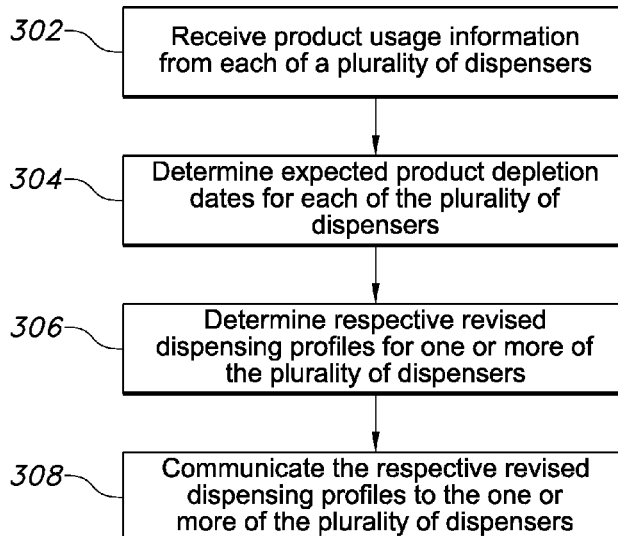 302
Receive product usage information
from each of a plurality of dispensers
304
Determine expected product depletion
dates for each of the plurality of
dispensers
306
Determine respective revised
dispensing profiles for one or more of
the plurality of dispensers
308
Communicate the respective revised
dispensing profiles to the one or
more of the plurality of dispensers